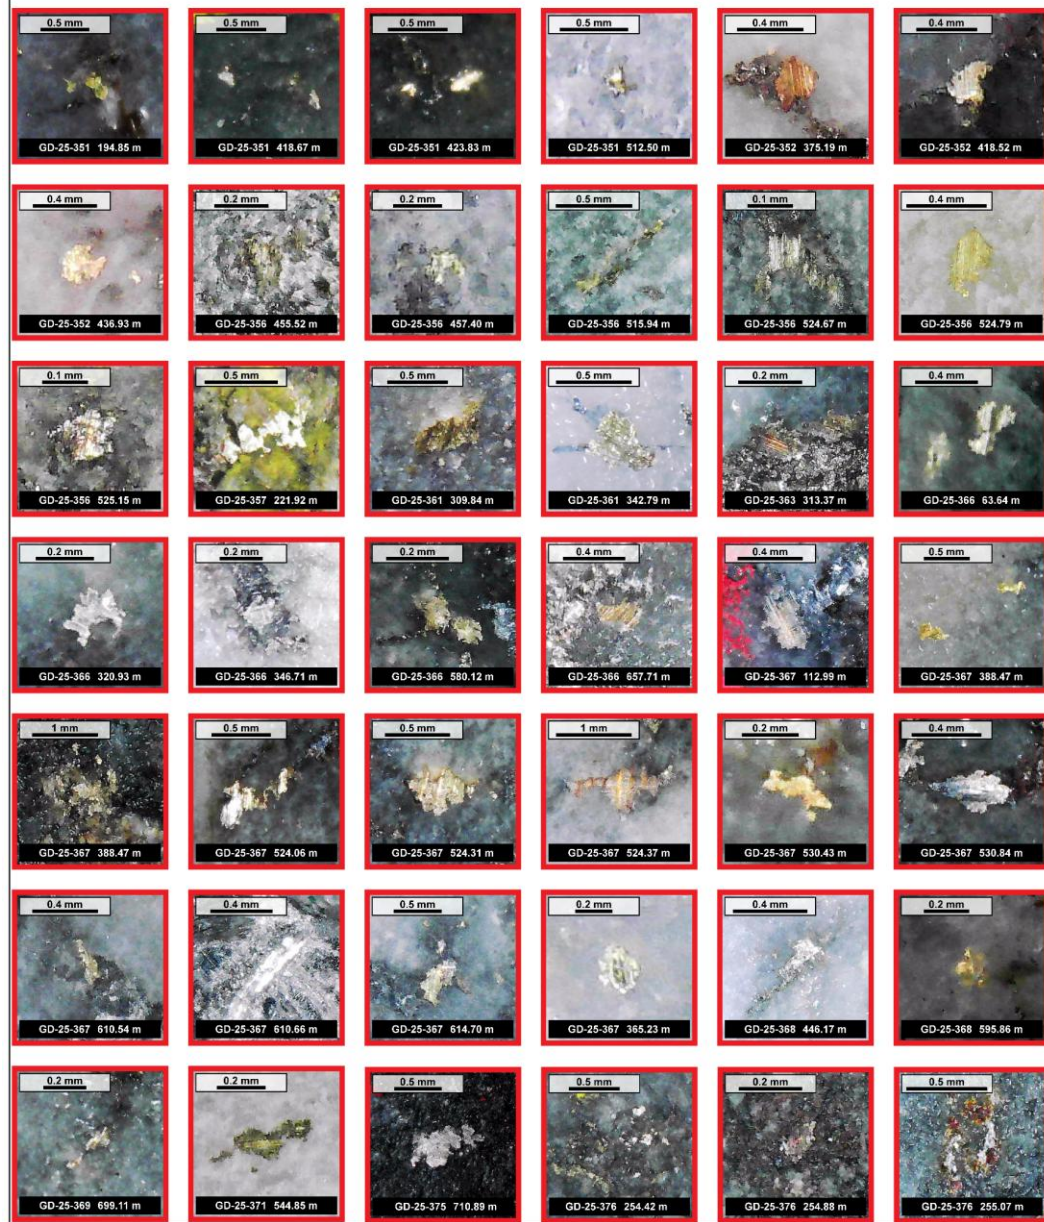 0.5 mm
GD-25-351 194.85 m
0.5 mm
GD-25-351 418.67 m
0.5 mm
GD-25-351 423.83 m
0.5 mm
GD-25-351 512.50 m
0.4 mm
GD-25-352 375.19 m
0.4 mm
GD-25-352 418.52 m
0.4 mm
GD-25-352 436.93 m
0.2 mm
GD-25-356 455.52 m
0.2 mm
GD-25-356 457.40 m
0.5 mm
GD-25-356 515.94 m
0.1 mm
GD-25-356 524.67 m
0.4 mm
GD-25-356 524.79 m
0.1 mm
GD-25-356 525.15 m
0.5 mm
GD-25-357 221.92 m
0.5 mm
GD-25-361 309.84 m
0.5 mm
GD-25-361 342.79 m
0.2 mm
GD-25-363 313.37 m
0.4 mm
GD-25-366 63.64 m
0.2 mm
GD-25-366 320.93 m
0.2 mm
GD-25-366 346.71 m
0.2 mm
GD-25-366 580.12 m
0.4 mm
GD-25-366 657.71 m
0.4 mm
GD-25-367 112.99 m
0.5 mm
GD-25-367 388.47 m
1 mm
GD-25-367 388.47 m
0.5 mm
GD-25-367 524.06 m
0.5 mm
GD-25-367 524.31 m
1 mm
GD-25-367 524.37 m
0.2 mm
GD-25-367 530.43 m
0.4 mm
GD-25-367 530.84 m
0.4 mm
GD-25-367 610.54 m
0.4 mm
GD-25-367 610.66 m
0.5 mm
GD-25-367 614.70 m
0.2 mm
GD-25-367 365.23 m
0.4 mm
GD-25-368 446.17 m
0.2 mm
GD-25-368 595.86 m
0.2 mm
GD-25-369 699.11 m
0.2 mm
GD-25-371 544.85 m
0.5 mm
GD-25-375 710.89 m
0.5 mm
GD-25-376 254.42 m
0.2 mm
GD-25-376 254.88 m
0.5 mm
GD-25-376 255.07 m